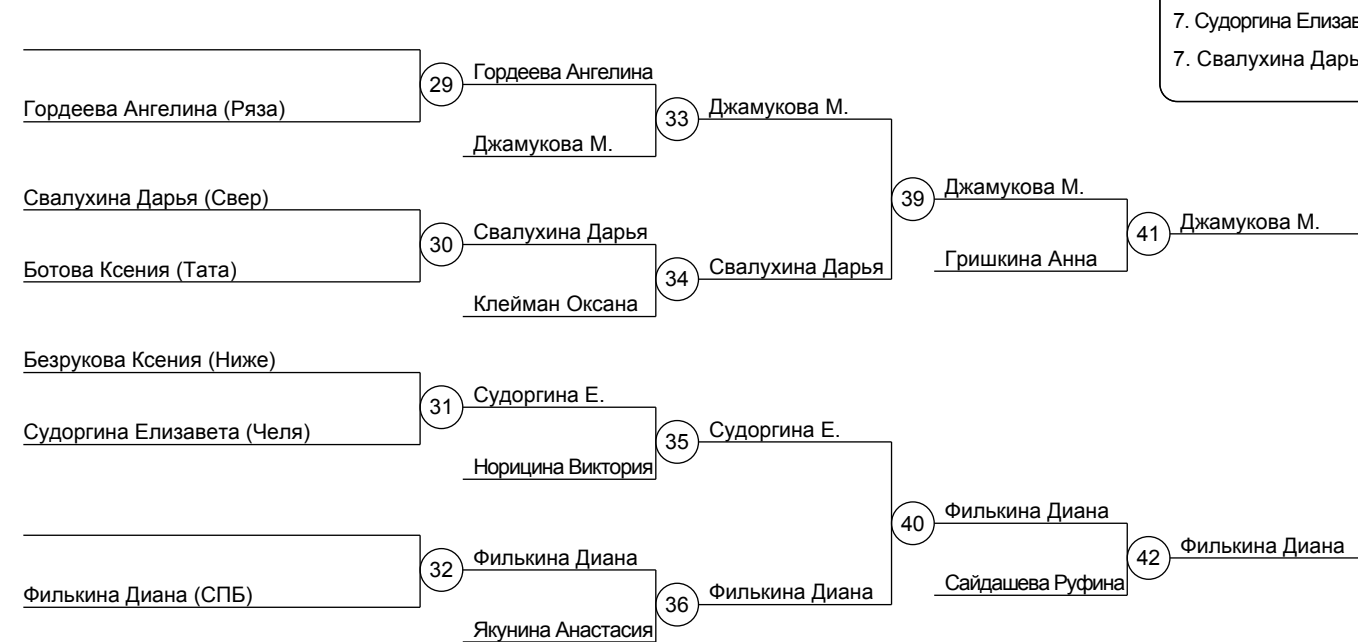 7. Судоргина Елизав
7. Свалухина Дарь
29
Гордеева Ангелина
Гордеева Ангелина (Ряза)
33
Джамукова М.
Джамукова М.
Свалухина Дарья (Свер)
39
Джамукова М.
30
Свалухина Дарья
41
Джамукова М.
Ботова Ксения (Тата)
34
Свалухина Дарья
Гришкина Анна
Клейман Оксана
Безрукова Ксения (Ниже)
31
Судоргина Е.
Судоргина Елизавета (Челя)
35
Судоргина Е.
Норицина Виктория
40
Филькина Диана
32
Филькина Диана
42
Филькина Диана
Филькина Диана (СПБ)
36
Филькина Диана
Сайдашева Руфина
Якунина Анастасия